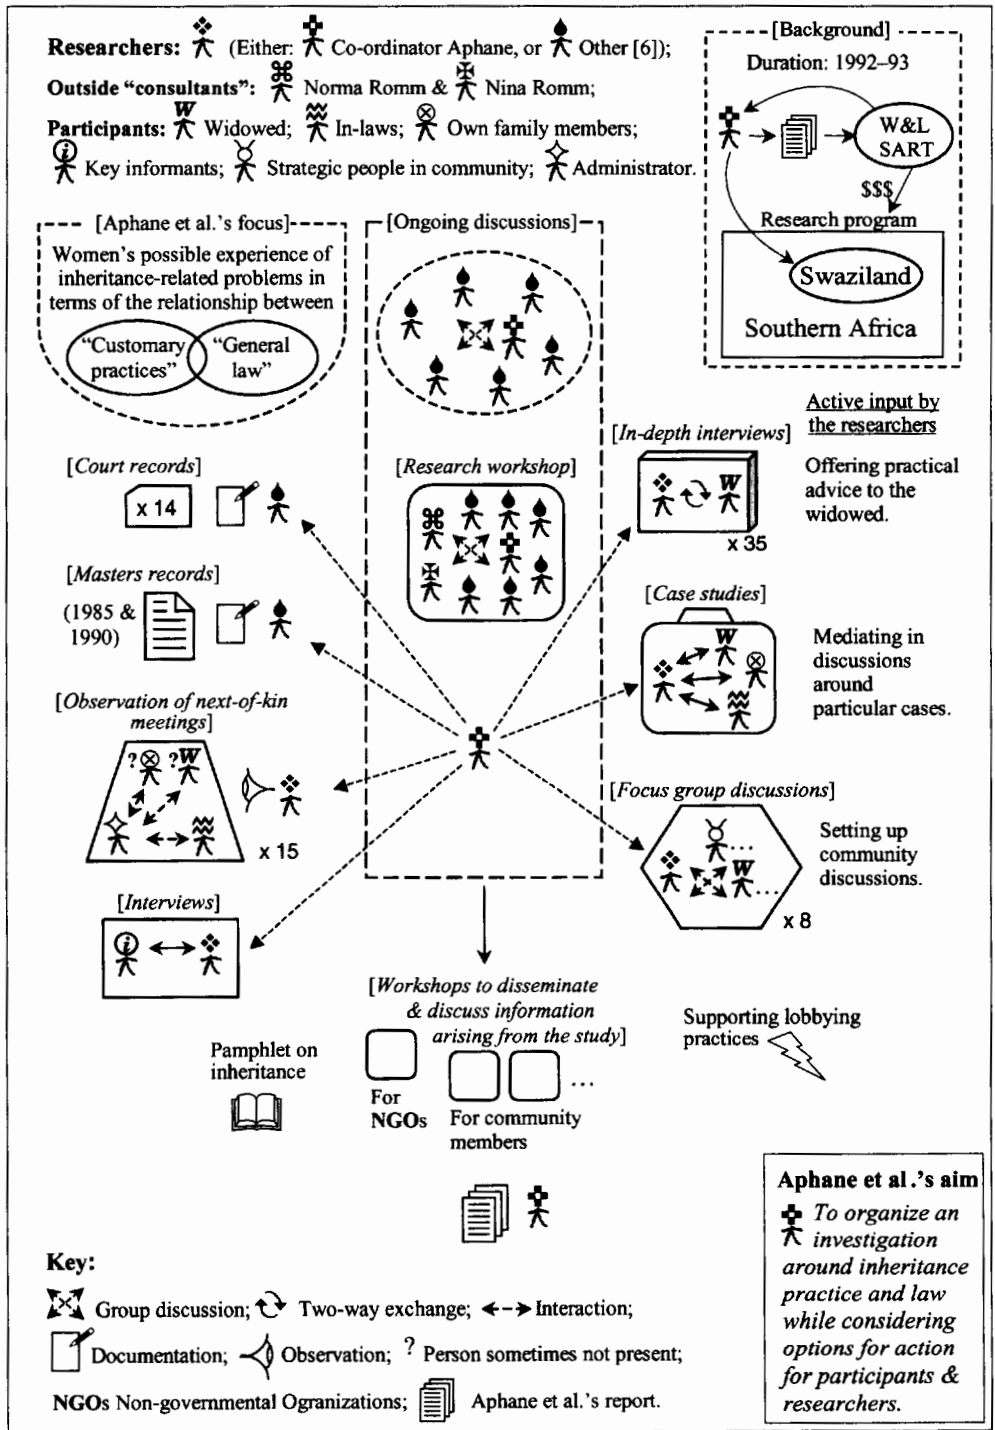 Researchers: (Either: Co-ordinator Aphane, or Other [6]);
Outside “consultants”: Norma Romm & Nina Romm;
Participants: W Widowed; In-laws; Own family members;
i Key informants; Strategic people in community; Administrator.
[Background]
Duration: 1992–93
W&L
SART
$$$
Research program
Swaziland
Southern Africa
[Aphane et al.’s focus]
Women’s possible experience of
inheritance-related problems in
terms of the relationship between
“Customary
practices”
“General
law”
[Ongoing discussions]
[Research workshop]
[Court records]
x 14
[Masters records]
(1985 &
1990)
[Observation of next-of-kin
meetings]
? ?W
x 15
[Interviews]
i
[In-depth interviews]
W
x 35
[Case studies]
W
[Focus group discussions]
...
W
....
x 8
Active input by
the researchers
Offering practical
advice to the
widowed.
Mediating in
discussions
around
particular cases.
Setting up
community
discussions.
[Workshops to disseminate
& discuss information
arising from the study]
...
For
NGOs
For community
members
Pamphlet on
inheritance
Supporting lobbying
practices
Aphane et al.’s aim
To organize an
investigation
around inheritance
practice and law
while considering
options for action
for participants &
researchers.
Key:
Group discussion; Two-way exchange; Interaction;
Documentation; Observation; ? Person sometimes not present;
NGOs Non-governmental Ogranizations; Aphane et al.’s report.